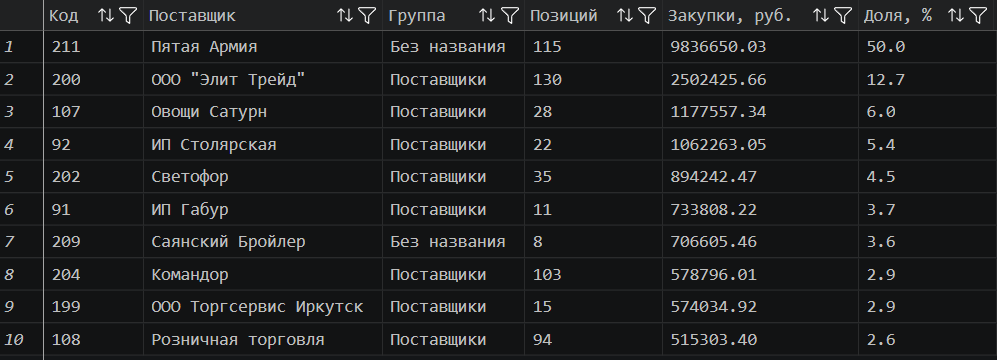 Код Поставщик Группа Позиций Закупки, руб. Доля, %
1 211 Пятая Армия Без названия 115 9836650.03 50.0
2 200 ООО "Элит Трейд" Поставщики 130 2502425.66 12.7
3 107 Овощи Сатурн Поставщики 28 1177557.34 6.0
4 92 ИП Столярская Поставщики 22 1062263.05 5.4
5 202 Светофор Поставщики 35 894242.47 4.5
6 91 ИП Габур Поставщики 11 733808.22 3.7
7 209 Саянский Бройлер Без названия 8 706605.46 3.6
8 204 Командор Поставщики 103 578796.01 2.9
9 199 ООО Торгсервис Иркутск Поставщики 15 574034.92 2.9
10 108 Розничная торговля Поставщики 94 515303.40 2.6